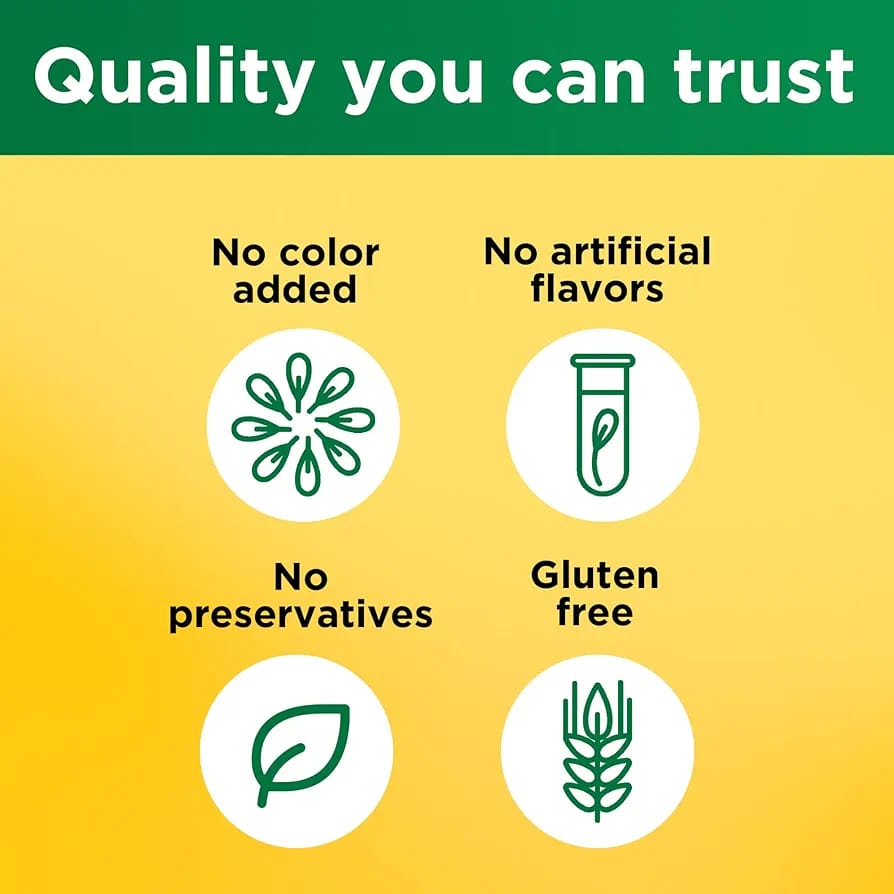 Quality you can trust
No color
added
No artificial
flavors
No
preservatives
Gluten
free